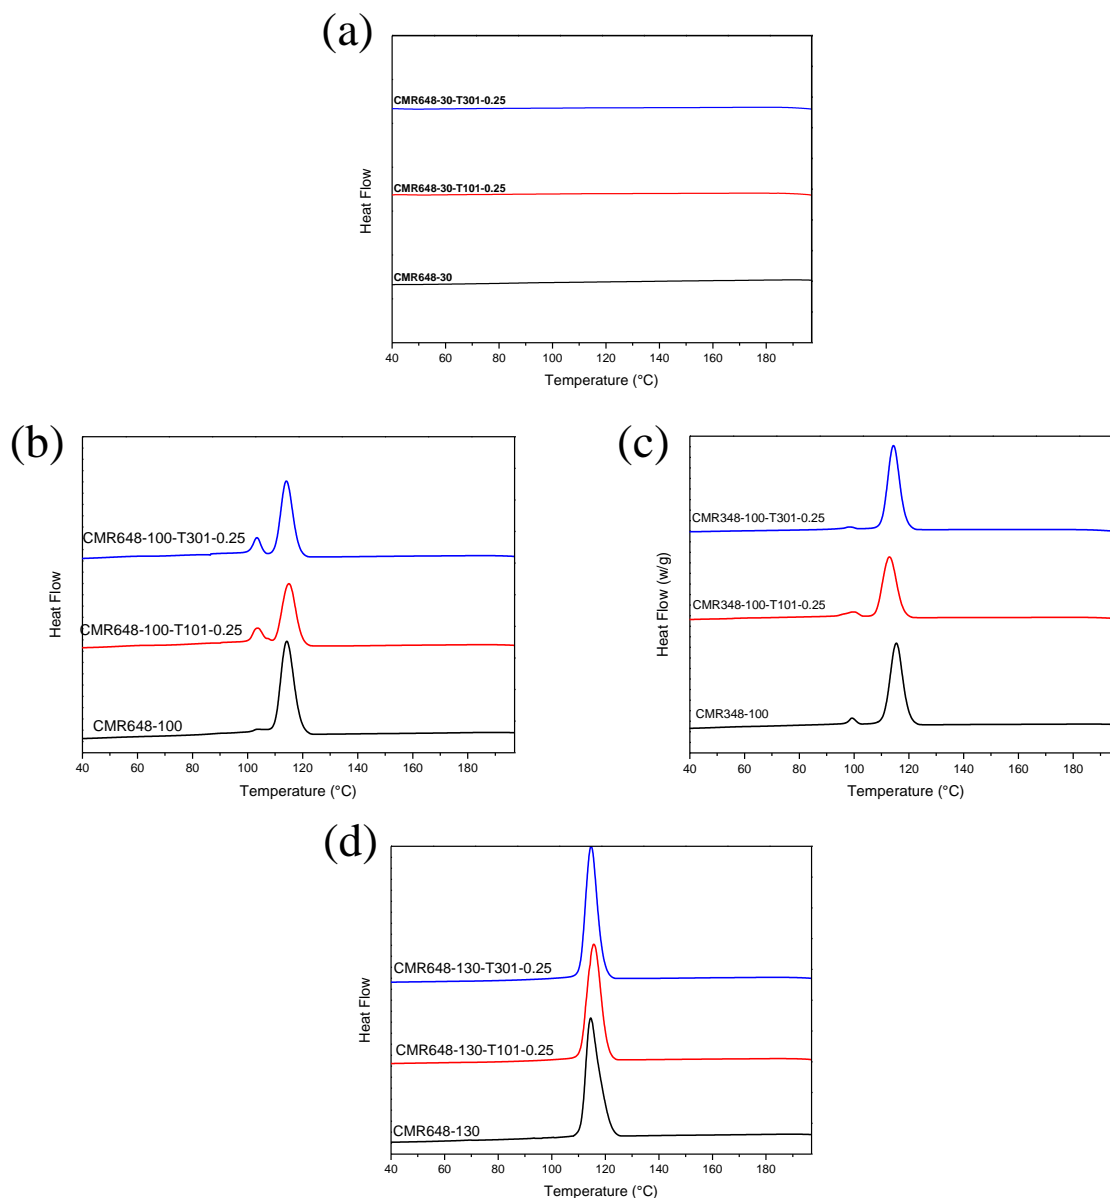 (a)
CMR648-30-T301-0.25
CMR648-30-T101-0.25
CMR648-30
Heat Flow
40 60 80 100 120 140 160 180
Temperature (°C)
(b)
CMR648-100-T301-0.25
CMR648-100-T101-0.25
CMR648-100
Heat Flow
40 60 80 100 120 140 160 180
Temperature (°C)
(c)
CMR348-100-T301-0.25
CMR348-100-T101-0.25
CMR348-100
Heat Flow (w/g)
40 60 80 100 120 140 160 180
Temperature (°C)
(d)
CMR648-130-T301-0.25
CMR648-130-T101-0.25
CMR648-130
Heat Flow
40 60 80 100 120 140 160 180
Temperature (°C)